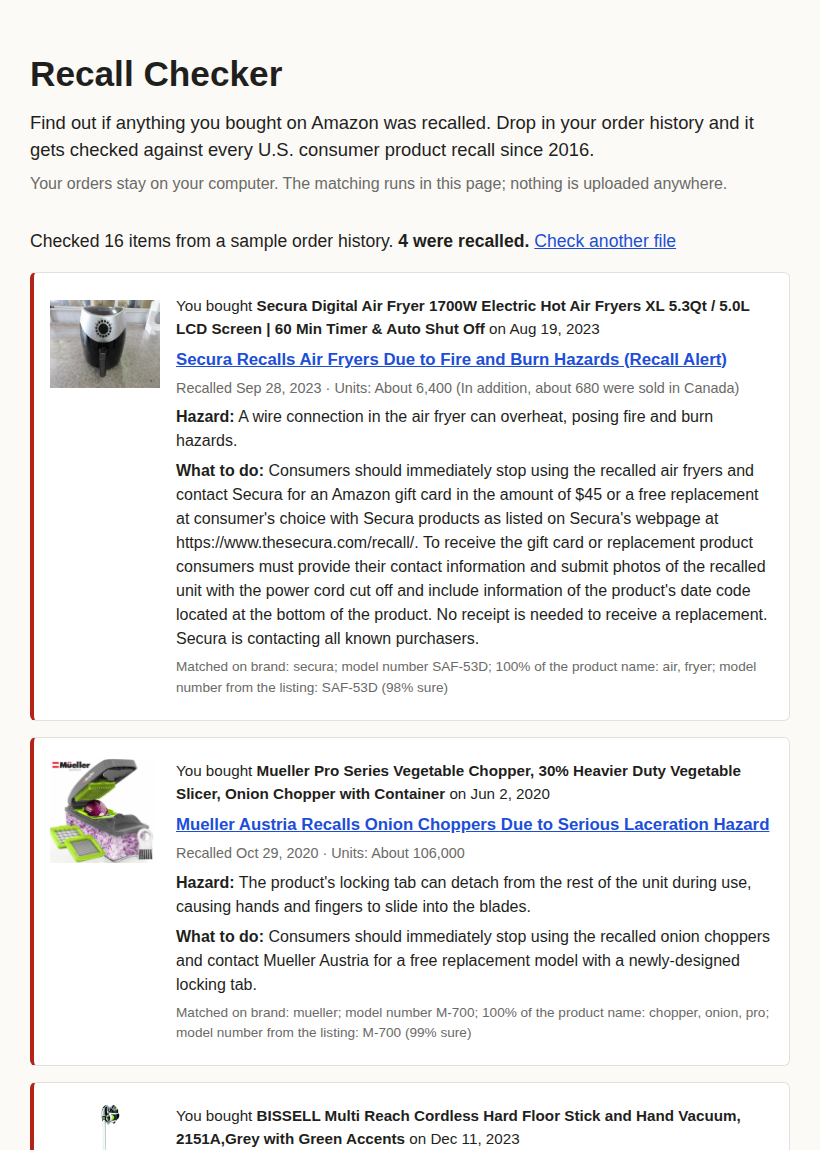 Recall Checker
Find out if anything you bought on Amazon was recalled. Drop in your order history and it
gets checked against every U.S. consumer product recall since 2016.
Your orders stay on your computer. The matching runs in this page; nothing is uploaded anywhere.
Checked 16 items from a sample order history. 4 were recalled. Check another file
You bought Secura Digital Air Fryer 1700W Electric Hot Air Fryers XL 5.3Qt / 5.0L
LCD Screen | 60 Min Timer & Auto Shut Off on Aug 19, 2023
Secura Recalls Air Fryers Due to Fire and Burn Hazards (Recall Alert)
Recalled Sep 28, 2023 · Units: About 6,400 (In addition, about 680 were sold in Canada)
Hazard: A wire connection in the air fryer can overheat, posing fire and burn
hazards.
What to do: Consumers should immediately stop using the recalled air fryers and
contact Secura for an Amazon gift card in the amount of $45 or a free replacement
at consumer's choice with Secura products as listed on Secura's webpage at
https://www.thesecura.com/recall/. To receive the gift card or replacement product
consumers must provide their contact information and submit photos of the recalled
unit with the power cord cut off and include information of the product's date code
located at the bottom of the product. No receipt is needed to receive a replacement.
Secura is contacting all known purchasers.
Matched on brand: secura; model number SAF-53D; 100% of the product name: air, fryer; model
number from the listing: SAF-53D (98% sure)
Mueller
You bought Mueller Pro Series Vegetable Chopper, 30% Heavier Duty Vegetable
Slicer, Onion Chopper with Container on Jun 2, 2020
Mueller Austria Recalls Onion Choppers Due to Serious Laceration Hazard
Recalled Oct 29, 2020 · Units: About 106,000
Hazard: The product's locking tab can detach from the rest of the unit during use,
causing hands and fingers to slide into the blades.
What to do: Consumers should immediately stop using the recalled onion choppers
and contact Mueller Austria for a free replacement model with a newly-designed
locking tab.
Matched on brand: mueller; model number M-700; 100% of the product name: chopper, onion, pro;
model number from the listing: M-700 (99% sure)
You bought BISSELL Multi Reach Cordless Hard Floor Stick and Hand Vacuum,
2151A,Grey with Green Accents on Dec 11, 2023